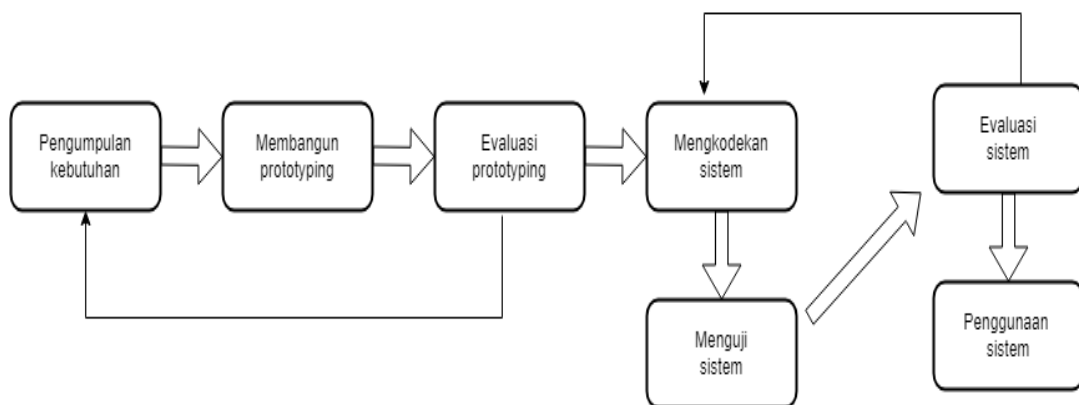 Pengumpulan
kebutuhan
Membangun
prototyping
Evaluasi
prototyping
Mengkodekan
sistem
Menguji
sistem
Evaluasi
sistem
Penggunaan
sistem